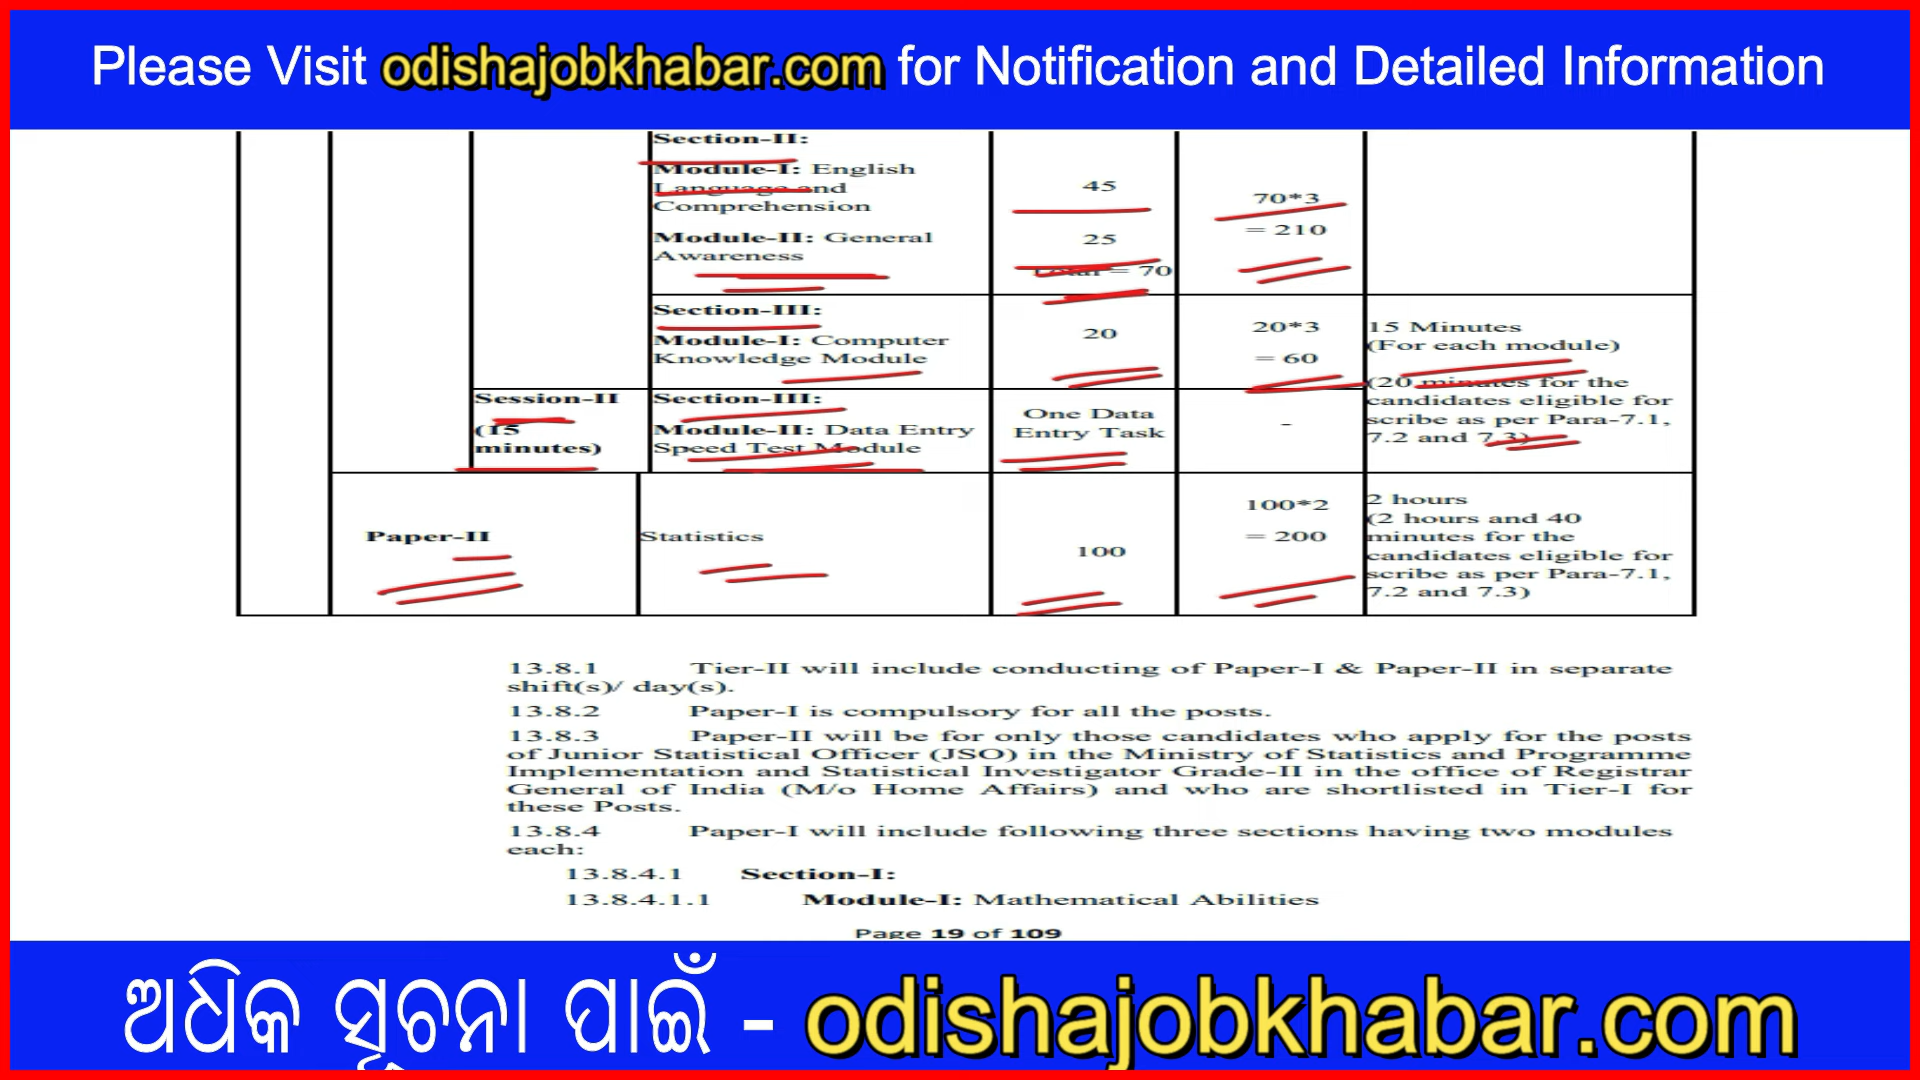 Please Visit odishajobkhabar.com for Notification and Detailed Information
Section-II:
Module-I: English
Language and
Comprehension
45
70*3
= 210
Module-II: General
Awareness
25
Total = 70
Section-III:
Module-I: Computer
Knowledge Module
20
20*3
= 60
15 Minutes
(For each module)
(20 minutes for the
candidates eligible for
scribe as per Para-7.1,
7.2 and 7.3)
Session-II
(15
minutes)
Section-III:
Module-II: Data Entry
Speed Test Module
One Data
Entry Task
-
Paper-II
Statistics
100
100*2
= 200
2 hours
(2 hours and 40
minutes for the
candidates eligible for
scribe as per Para-7.1,
7.2 and 7.3)
13.8.1 Tier-II will include conducting of Paper-I & Paper-II in separate
shift(s)/ day(s).
13.8.2 Paper-I is compulsory for all the posts.
13.8.3 Paper-II will be for only those candidates who apply for the posts
of Junior Statistical Officer (JSO) in the Ministry of Statistics and Programme
Implementation and Statistical Investigator Grade-II in the office of Registrar
General of India (M/o Home Affairs) and who are shortlisted in Tier-I for
these Posts.
13.8.4 Paper-I will include following three sections having two modules
each:
13.8.4.1 Section-I:
13.8.4.1.1 Module-I: Mathematical Abilities
Page 19 of 109
ଅଧିକ ସୂଚନା ପାଇଁ - odishajobkhabar.com